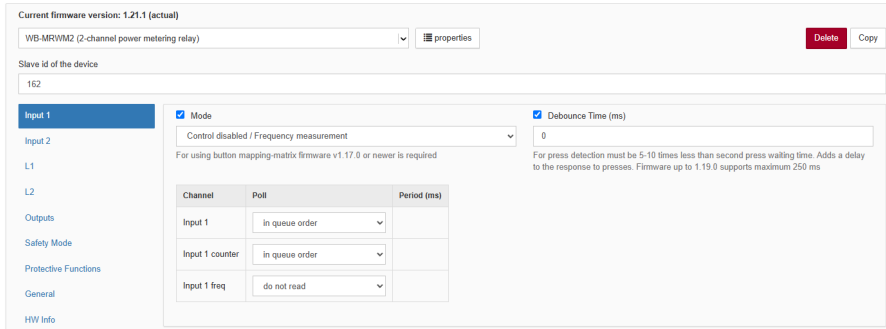 Current firmware version: 1.21.1 (actual)
WB-MRWM2 (2-channel power metering relay)
properties
Delete
Copy
Slave id of the device
162
Input 1
Input 2
L1
L2
Outputs
Safety Mode
Protective Functions
General
HW Info
Mode
Control disabled / Frequency measurement
For using button mapping-matrix firmware v1.17.0 or newer is required
Debounce Time (ms)
0
For press detection must be 5-10 times less than second press waiting time. Adds a delay
to the response to presses. Firmware up to 1.19.0 supports maximum 250 ms
Channel Poll Period (ms)
Input 1 in queue order
Input 1 counter in queue order
Input 1 freq do not read